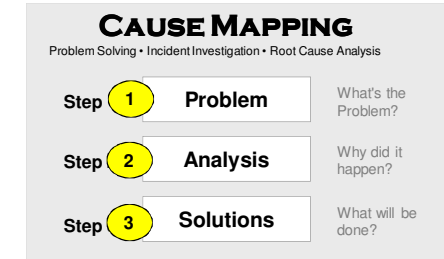 CAUSE MAPPING
Problem Solving • Incident Investigation • Root Cause Analysis
Step 1 Problem What's the
Problem?
Step 2 Analysis Why did it
happen?
Step 3 Solutions What will be
done?